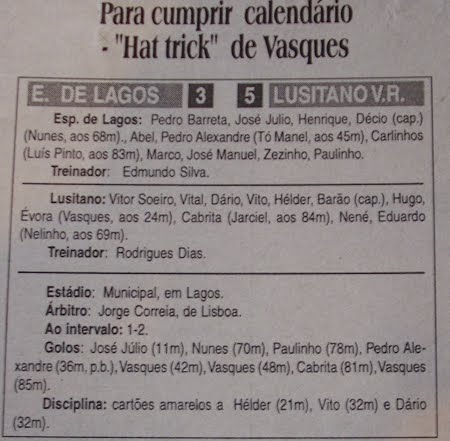 Para cumprir calendário
- "Hat trick" de Vasques
E. DE LAGOS 3 5 LUSITANO V.R.
Esp. de Lagos: Pedro Barreta, José Julio, Henrique, Décio (cap.)
(Nunes, aos 68m)., Abel, Pedro Alexandre (Tó Manel, aos 45m), Carlinhos
(Luís Pinto, aos 83m), Marco, José Manuel, Zezinho, Paulinho.
Treinador: Edmundo Silva.
Lusitano: Vitor Soeiro, Vital, Dário, Vito, Hélder, Barão (cap.), Hugo,
Évora (Vasques, aos 24m), Cabrita (Jarciel, aos 84m), Nené, Eduardo
(Nelinho, aos 69m).
Treinador: Rodrigues Dias.
Estádio: Municipal, em Lagos.
Árbitro: Jorge Correia, de Lisboa.
Ao intervalo: 1-2.
Golos: José Júlio (11m), Nunes (70m), Paulinho (78m), Pedro Ale-
xandre (36m, p.b.), Vasques (42m), Vasques (48m), Cabrita (81m), Vasques
(85m).
Disciplina: cartões amarelos a Hélder (21m), Vito (32m) e Dário
(32m).